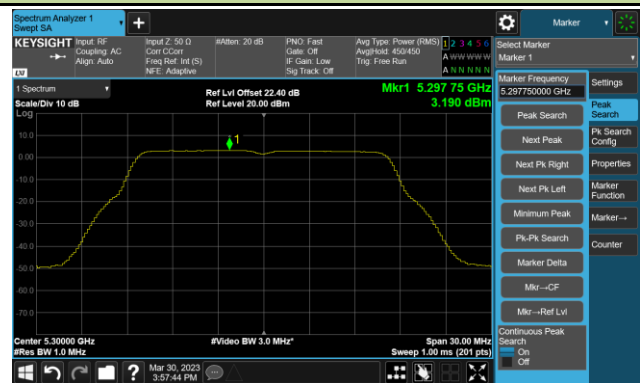 Spectrum Analyzer 1
Swept SA
Marker
KEYSIGHT
Input: RF
Coupling: AC
Align: Auto
Input Z: 50 Ω
Corr CCorr
Freq Ref: Int (S)
NFE: Adaptive
#Atten: 20 dB
PNO: Fast
Gate: Off
IF Gain: Low
Sig Track: Off
Avg Type: Power (RMS)
Avg|Hold: 450/450
Trig: Free Run
1 2 3 4 5 6
A W W W W W
A N N N N N
LXI
Select Marker
Marker 1
1 Spectrum
Scale/Div 10 dB
Log
Ref Lvl Offset 22.40 dB
Ref Level 20.00 dBm
Mkr1 5.297 75 GHz
3.190 dBm
Marker Frequency
5.297750000 GHz
Settings
Peak Search
Peak
Search
Next Peak
Pk Search
Config
Next Pk Right
Properties
Next Pk Left
Marker
Function
Minimum Peak
Marker→
Pk-Pk Search
Counter
Marker Delta
Mkr→CF
Mkr→Ref Lvl
Continuous Peak
Search
On
Off
10.0
0.00
-10.0
-20.0
-30.0
-40.0
-50.0
-60.0
-70.0
1
Center 5.30000 GHz
#Res BW 1.0 MHz
#Video BW 3.0 MHz*
Span 30.00 MHz
Sweep 1.00 ms (201 pts)
Mar 30, 2023
3:57:44 PM